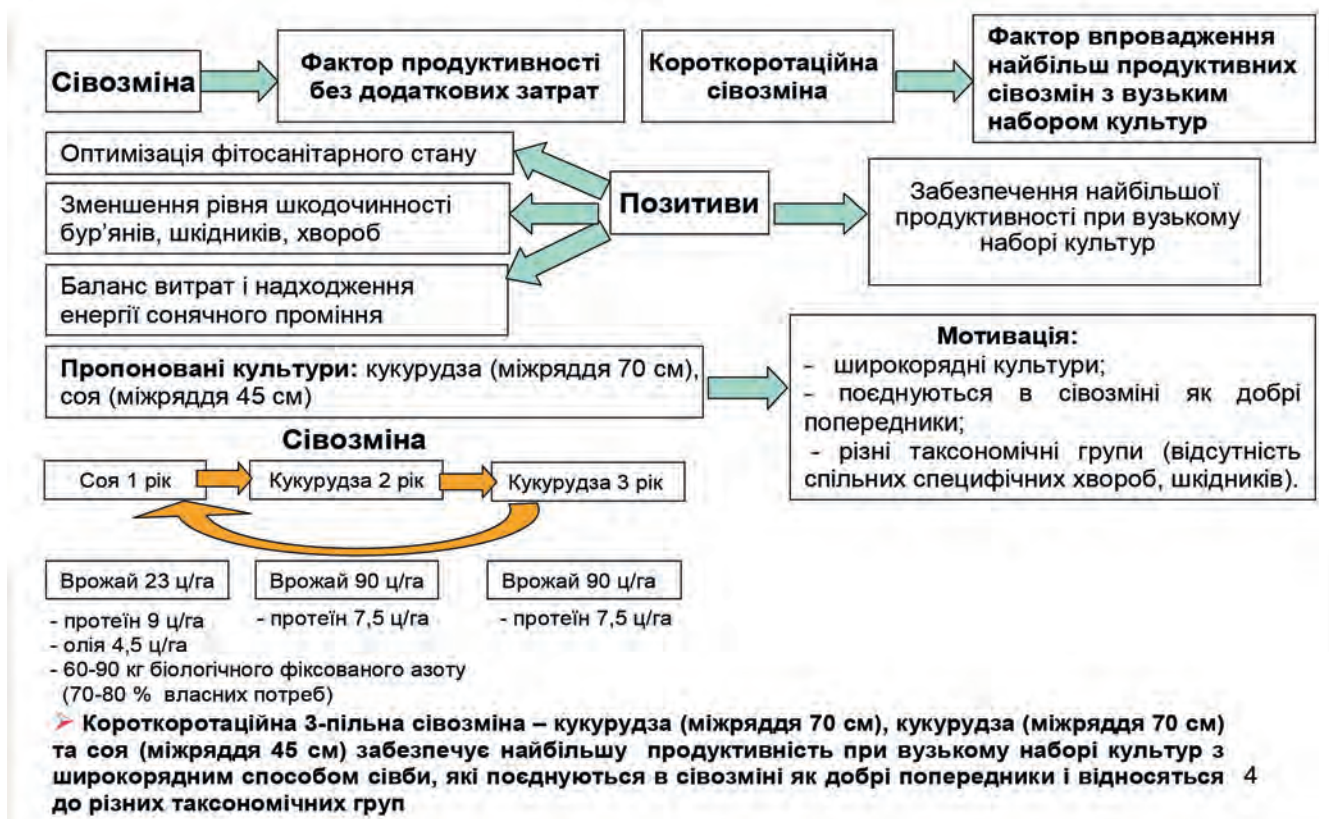 Сівозміна
Фактор продуктивності
без додаткових затрат
Короткоротаційна
сівозміна
Фактор впровадження
найбільш продуктивних
сівозмін з вузьким
набором культур
Оптимізація фітосанітарного стану
Зменшення рівня шкодочинності
бур'янів, шкідників, хвороб
Баланс витрат і надходження
енергії сонячного проміння
Позитиви
Забезпечення найбільшої
продуктивності при вузькому
наборі культур
Пропоновані культури: кукурудза (міжряддя 70 см),
соя (міжряддя 45 см)
Мотивація:
- широкорядні культури;
- поєднуються в сівозміні як добрі
попередники;
- різні таксономічні групи (відсутність
спільних специфічних хвороб, шкідників).
Сівозміна
Соя 1 рік
Кукурудза 2 рік
Кукурудза 3 рік
Врожай 23 ц/га
Врожай 90 ц/га
Врожай 90 ц/га
- протеїн 9 ц/га
- олія 4,5 ц/га
- 60-90 кг біологічного фіксованого азоту
(70-80 % власних потреб)
- протеїн 7,5 ц/га
- протеїн 7,5 ц/га
➢ Короткоротаційна 3-пільна сівозміна – кукурудза (міжряддя 70 см), кукурудза (міжряддя 70 см)
та соя (міжряддя 45 см) забезпечує найбільшу продуктивність при вузькому наборі культур з
широкорядним способом сівби, які поєднуються в сівозміні як добрі попередники і відносяться
до різних таксономічних груп
4